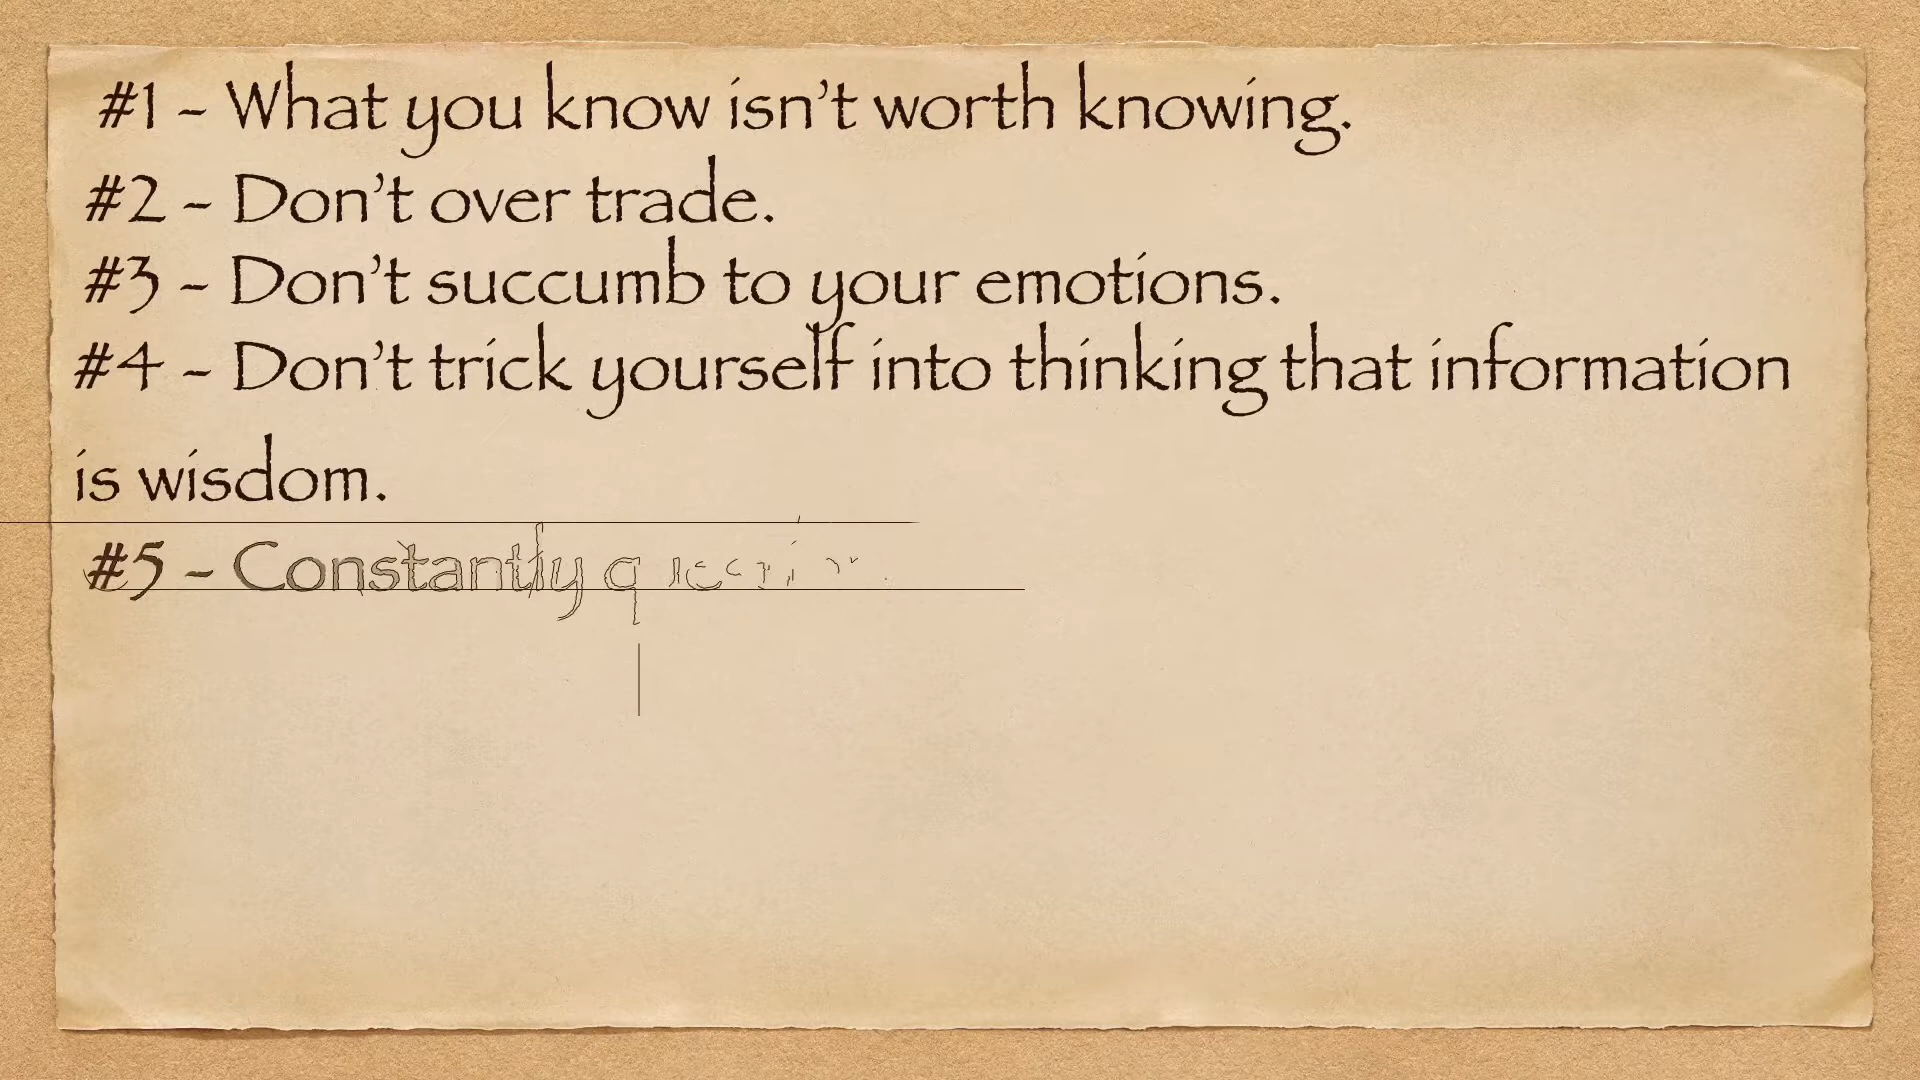 #1 - What you know isn't worth knowing.
#2 - Don't over trade.
#3 - Don't succumb to your emotions.
#4 - Don't trick yourself into thinking that information
is wisdom.
#5 - Constantly